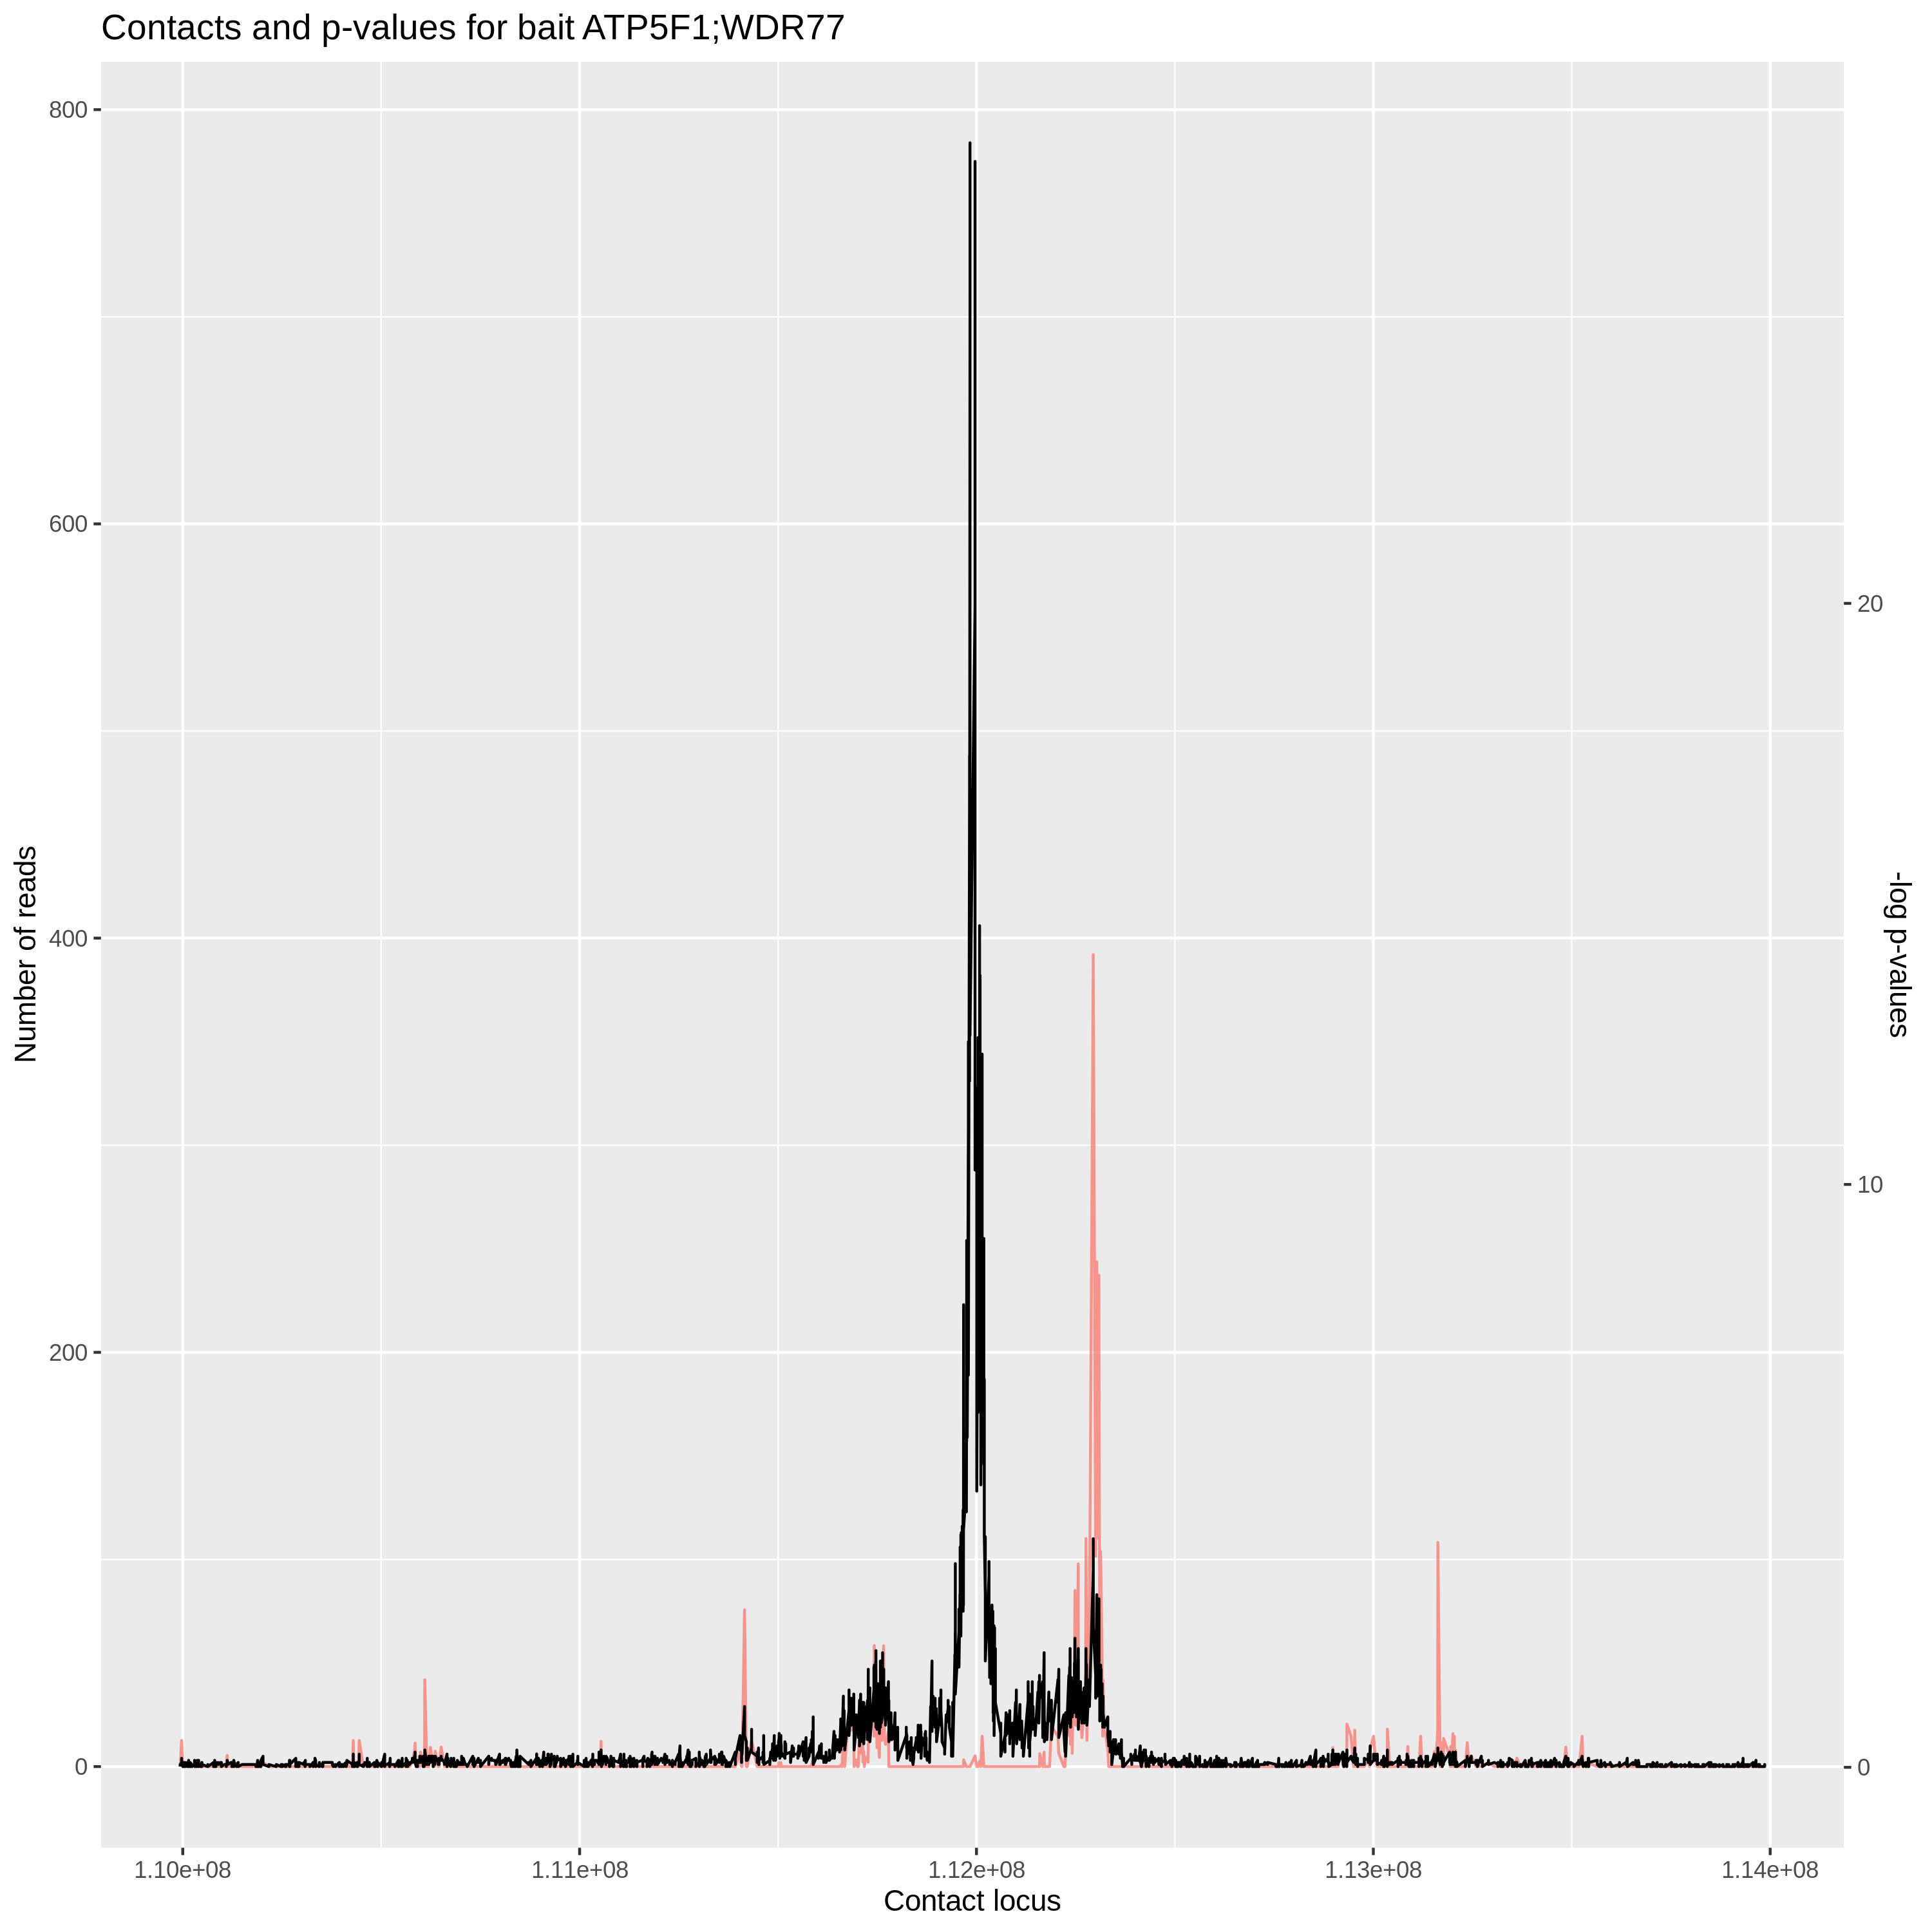 Contacts and p-values for bait ATP5F1;WDR77
800
600
400
200
0
Number of reads
20
10
0
-log p-values
1.10e+08
1.11e+08
1.12e+08
1.13e+08
1.14e+08
Contact locus